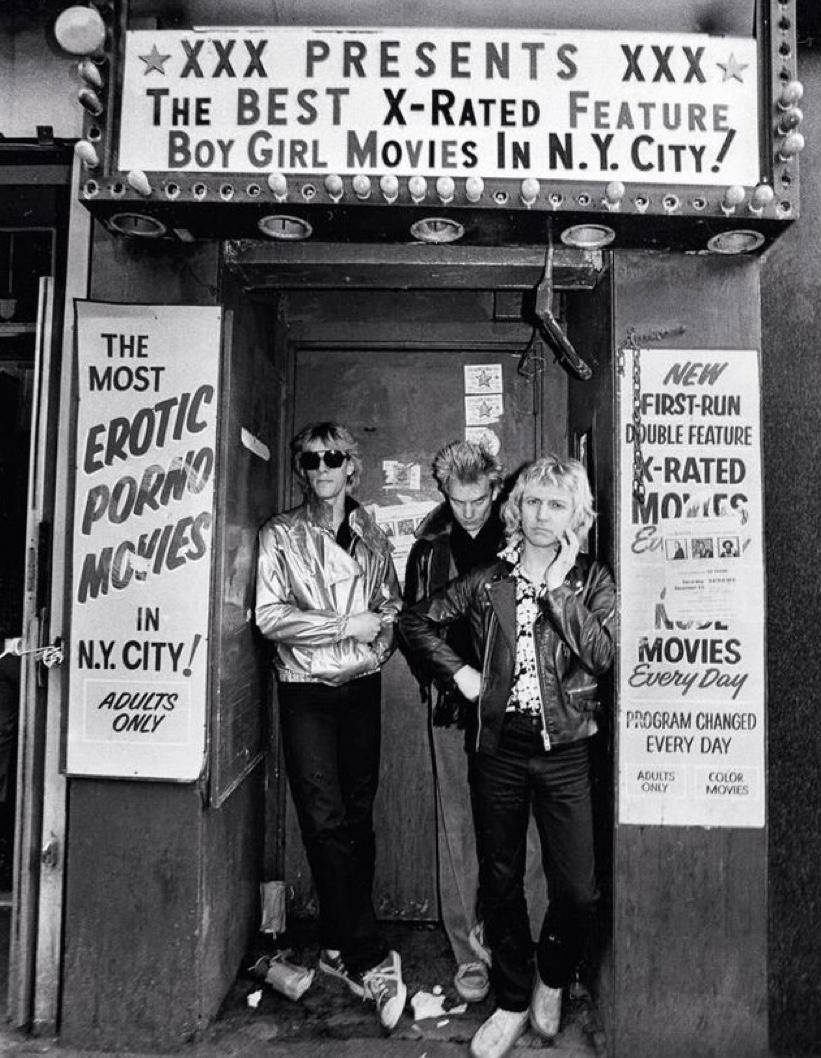 ★XXX PRESENTS XXX★
THE BEST X-RATED FEATURE
BOY GIRL MOVIES IN N.Y. CITY!
THE
MOST
EROTIC
PORNO
MOVIES
IN
N.Y. CITY!
ADULTS
ONLY
NEW
FIRST-RUN
DOUBLE FEATURE
X-RATED
MOVIES
MOVIES
Every Day
PROGRAM CHANGED
EVERY DAY
ADULTS
ONLY
COLOR
MOVIES